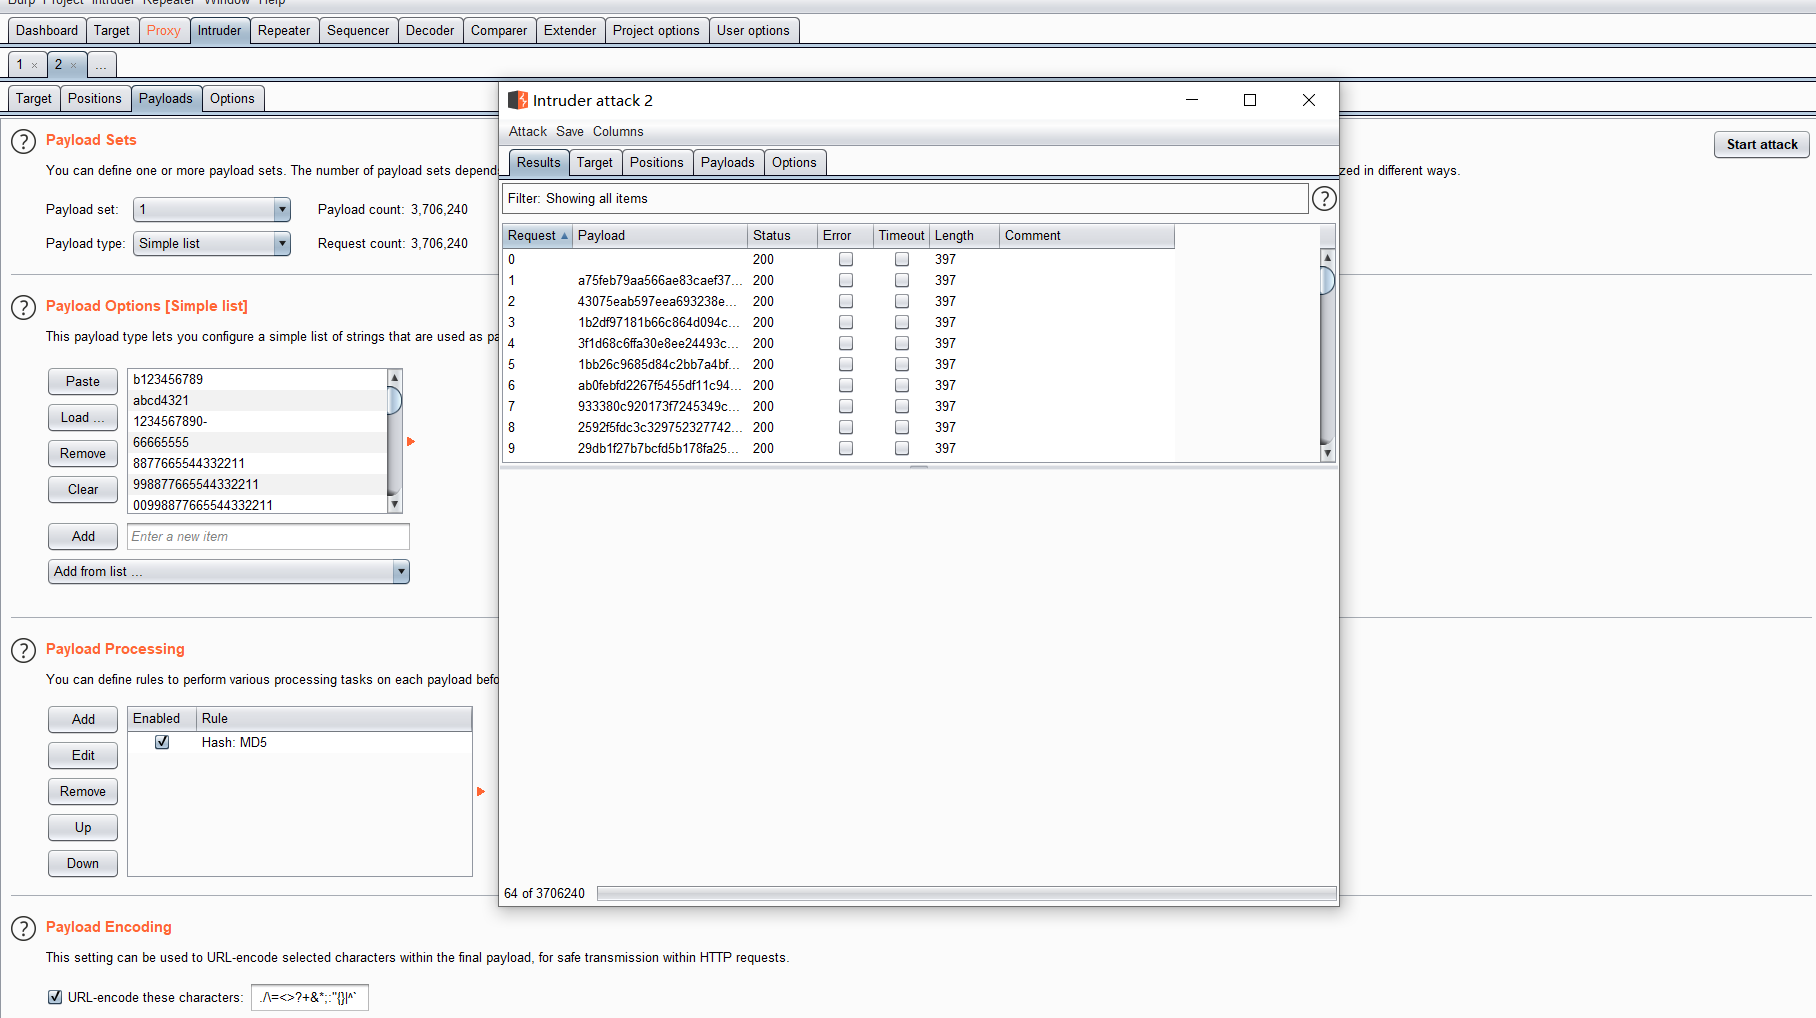 Burp Project Intruder Repeater Window Help
Dashboard Target Proxy Intruder Repeater Sequencer Decoder Comparer Extender Project options User options
1 × 2 × ...
Target Positions Payloads Options
Payload Sets
Start attack
You can define one or more payload sets. The number of payload sets depends
zed in different ways.
Payload set: 1 Payload count: 3,706,240
Payload type: Simple list Request count: 3,706,240
Payload Options [Simple list]
This payload type lets you configure a simple list of strings that are used as pa
Paste
Load ...
Remove
Clear
b123456789
abcd4321
1234567890-
66665555
8877665544332211
998877665544332211
00998877665544332211
Add Enter a new item
Add from list ...
Payload Processing
You can define rules to perform various processing tasks on each payload befo
Add
Edit
Remove
Up
Down
Enabled Rule
Hash: MD5
Payload Encoding
This setting can be used to URL-encode selected characters within the final payload, for safe transmission within HTTP requests.
URL-encode these characters: ./\=<>?+&*;:"{}|^`
Intruder attack 2
Attack Save Columns
Results Target Positions Payloads Options
Filter: Showing all items
Request Payload Status Error Timeout Length Comment
0 200 397
1 a75feb79aa566ae83caef37... 200 397
2 43075eab597eea693238e... 200 397
3 1b2df97181b66c864d094c... 200 397
4 3f1d68c6ffa30e8ee24493c... 200 397
5 1bb26c9685d84c2bb7a4bf... 200 397
6 ab0febfd2267f5455df11c94... 200 397
7 933380c920173f7245349c... 200 397
8 2592f5fdc3c329752327742... 200 397
9 29db1f27b7bcfd5b178fa25... 200 397
64 of 3706240